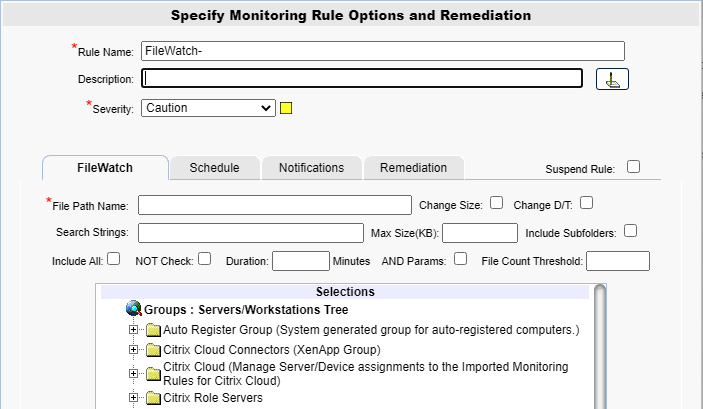 Specify Monitoring Rule Options and Remediation
*Rule Name: FileWatch-
Description:
*Severity: Caution
FileWatch Schedule Notifications Remediation Suspend Rule:
*File Path Name: Change Size: Change D/T:
Search Strings: Max Size(KB): Include Subfolders:
Include All: NOT Check: Duration: Minutes AND Params: File Count Threshold:
Selections
Groups : Servers/Workstations Tree
Auto Register Group (System generated group for auto-registered computers.)
Citrix Cloud Connectors (XenApp Group)
Citrix Cloud (Manage Server/Device assignments to the Imported Monitoring
Rules for Citrix Cloud)
Citrix Role Servers